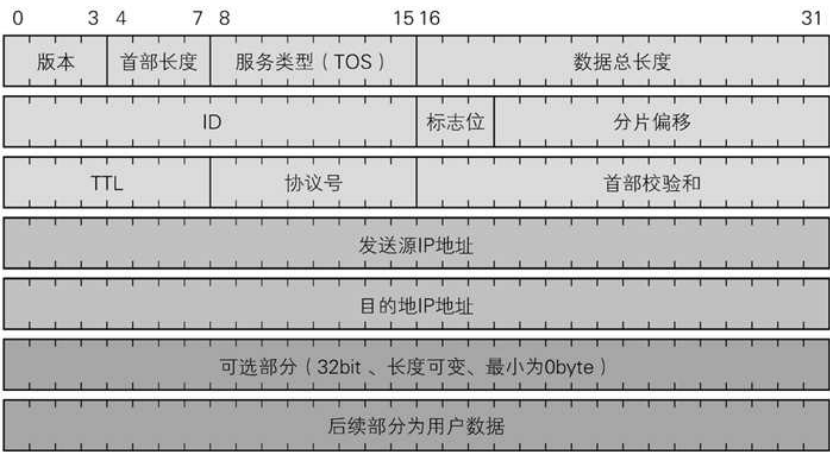 0 3 4 7 8 15 16 31
版本 首部长度 服务类型（TOS） 数据总长度
ID 标志位 分片偏移
TTL 协议号 首部校验和
发送源IP地址
目的地IP地址
可选部分（32bit 、长度可变、最小为0byte）
后续部分为用户数据